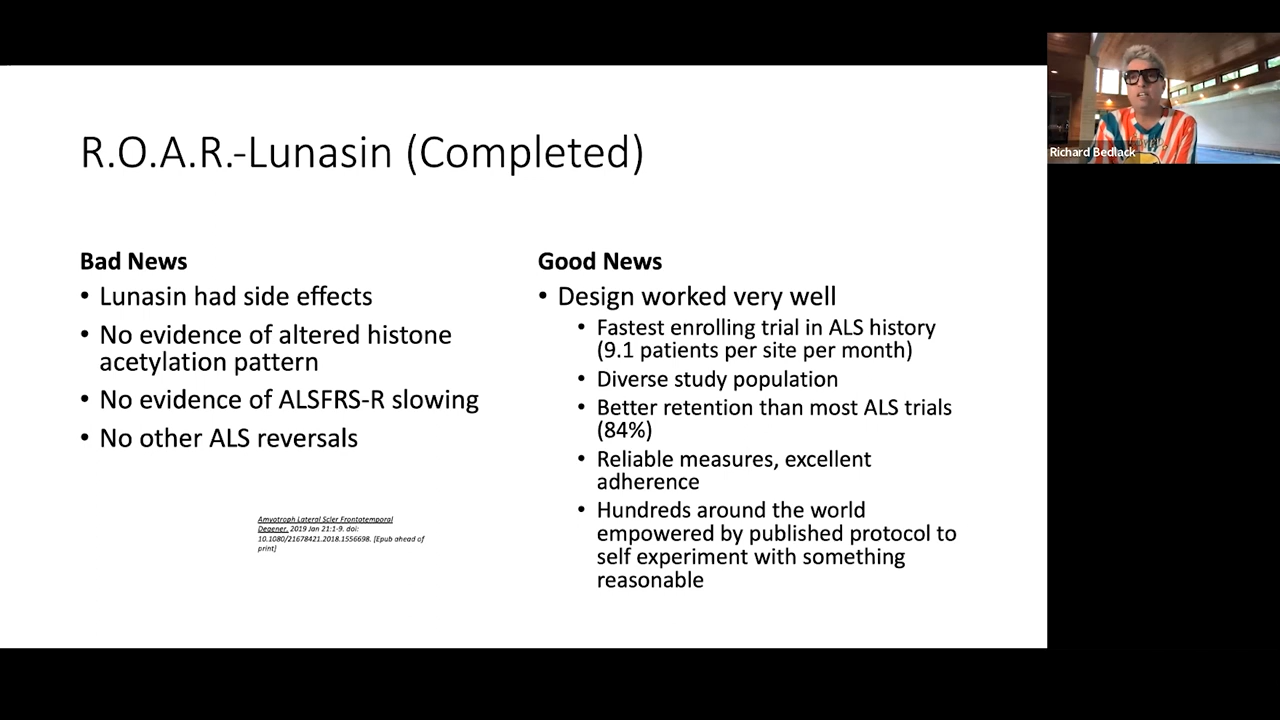 R.O.A.R.-Lunasin (Completed)
Bad News
• Lunasin had side effects
• No evidence of altered histone
acetylation pattern
• No evidence of ALSFRS-R slowing
• No other ALS reversals
Amyotroph Lateral Scler Frontotemporal
Degener. 2019 Jan 21:1-9. doi:
10.1080/21678421.2018.1556698. [Epub ahead of
print]
Good News
• Design worked very well
• Fastest enrolling trial in ALS history
(9.1 patients per site per month)
• Diverse study population
• Better retention than most ALS trials
(84%)
• Reliable measures, excellent
adherence
• Hundreds around the world
empowered by published protocol to
self experiment with something
reasonable
Richard Bedlack